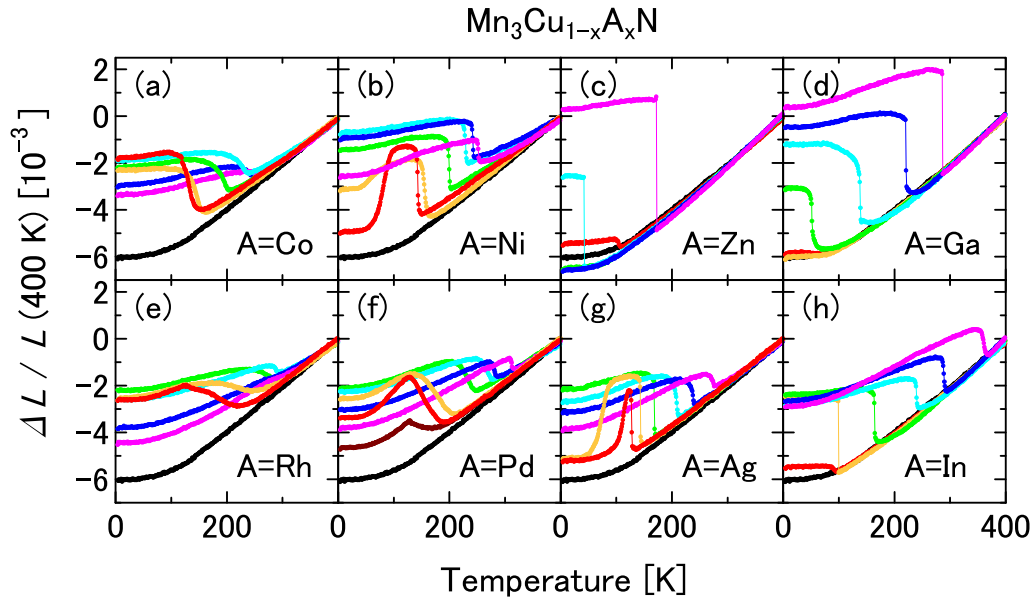 Mn3Cu1-xAxN
(a) (b) (c) (d)
2
0
-2
-4
-6
A=Co A=Ni A=Zn A=Ga
(e) (f) (g) (h)
2
0
-2
-4
-6
A=Rh A=Pd A=Ag A=In
0 200 0 200 0 200 0 200 400
ΔL / L(400 K) [10-3]
Temperature [K]